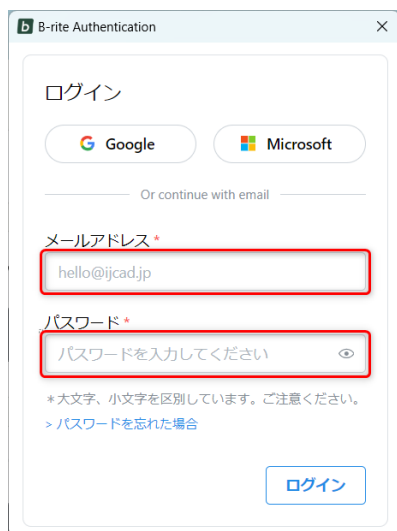 B-rite Authentication
ログイン
Google
Microsoft
Or continue with email
メールアドレス *
hello@ijcad.jp
パスワード *
パスワードを入力してください
*大文字、小文字を区別しています。ご注意ください。
> パスワードを忘れた場合
ログイン